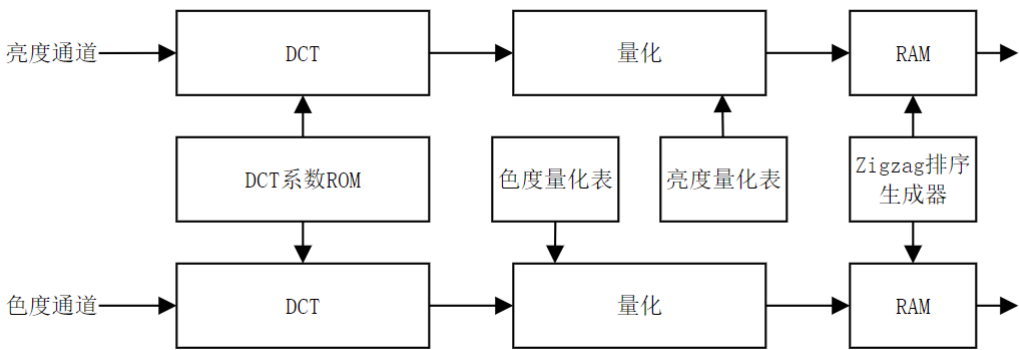 亮度通道
DCT
量化
RAM
DCT系数ROM
色度量化表
亮度量化表
Zigzag排序
生成器
色度通道
DCT
量化
RAM